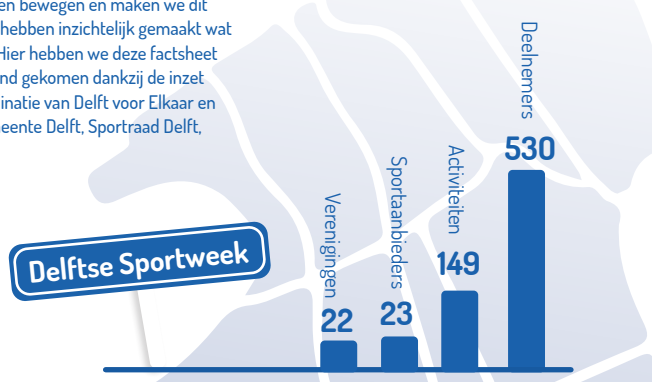 en bewegen en maken we dit
hebben inzichtelijk gemaakt wat
Hier hebben we deze factsheet
nd gekomen dankzij de inzet
inatie van Delft voor Elkaar en
eente Delft, Sportraad Delft,
Delftse Sportweek
Verenigingen
22
Sportaanbieders
23
Activiteiten
149
Deelnemers
530